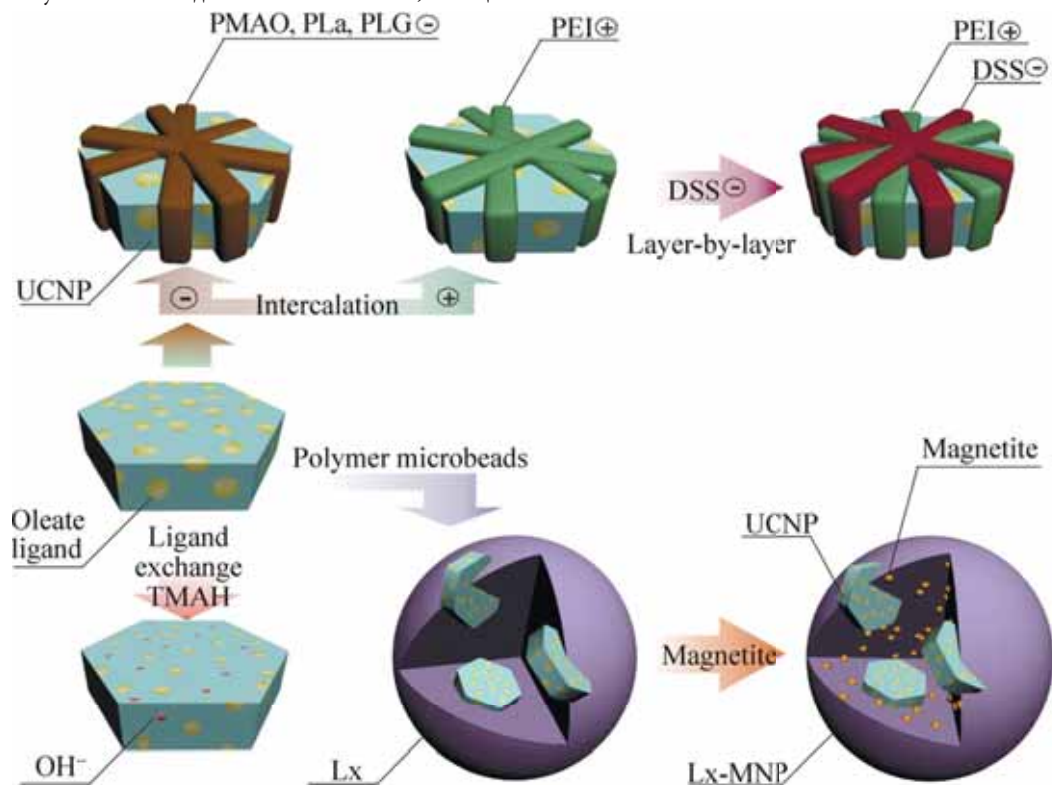 PMAO, PLa, PLG ⊖
PEI ⊕
PEI ⊕
DSS ⊖
DSS ⊖
Layer-by-layer
UCNP
⊖
Intercalation
⊕
Polymer microbeads
Magnetite
UCNP
Oleate
ligand
Ligand
exchange
TMAH
Magnetite
OH⁻
Lx
Lx-MNP